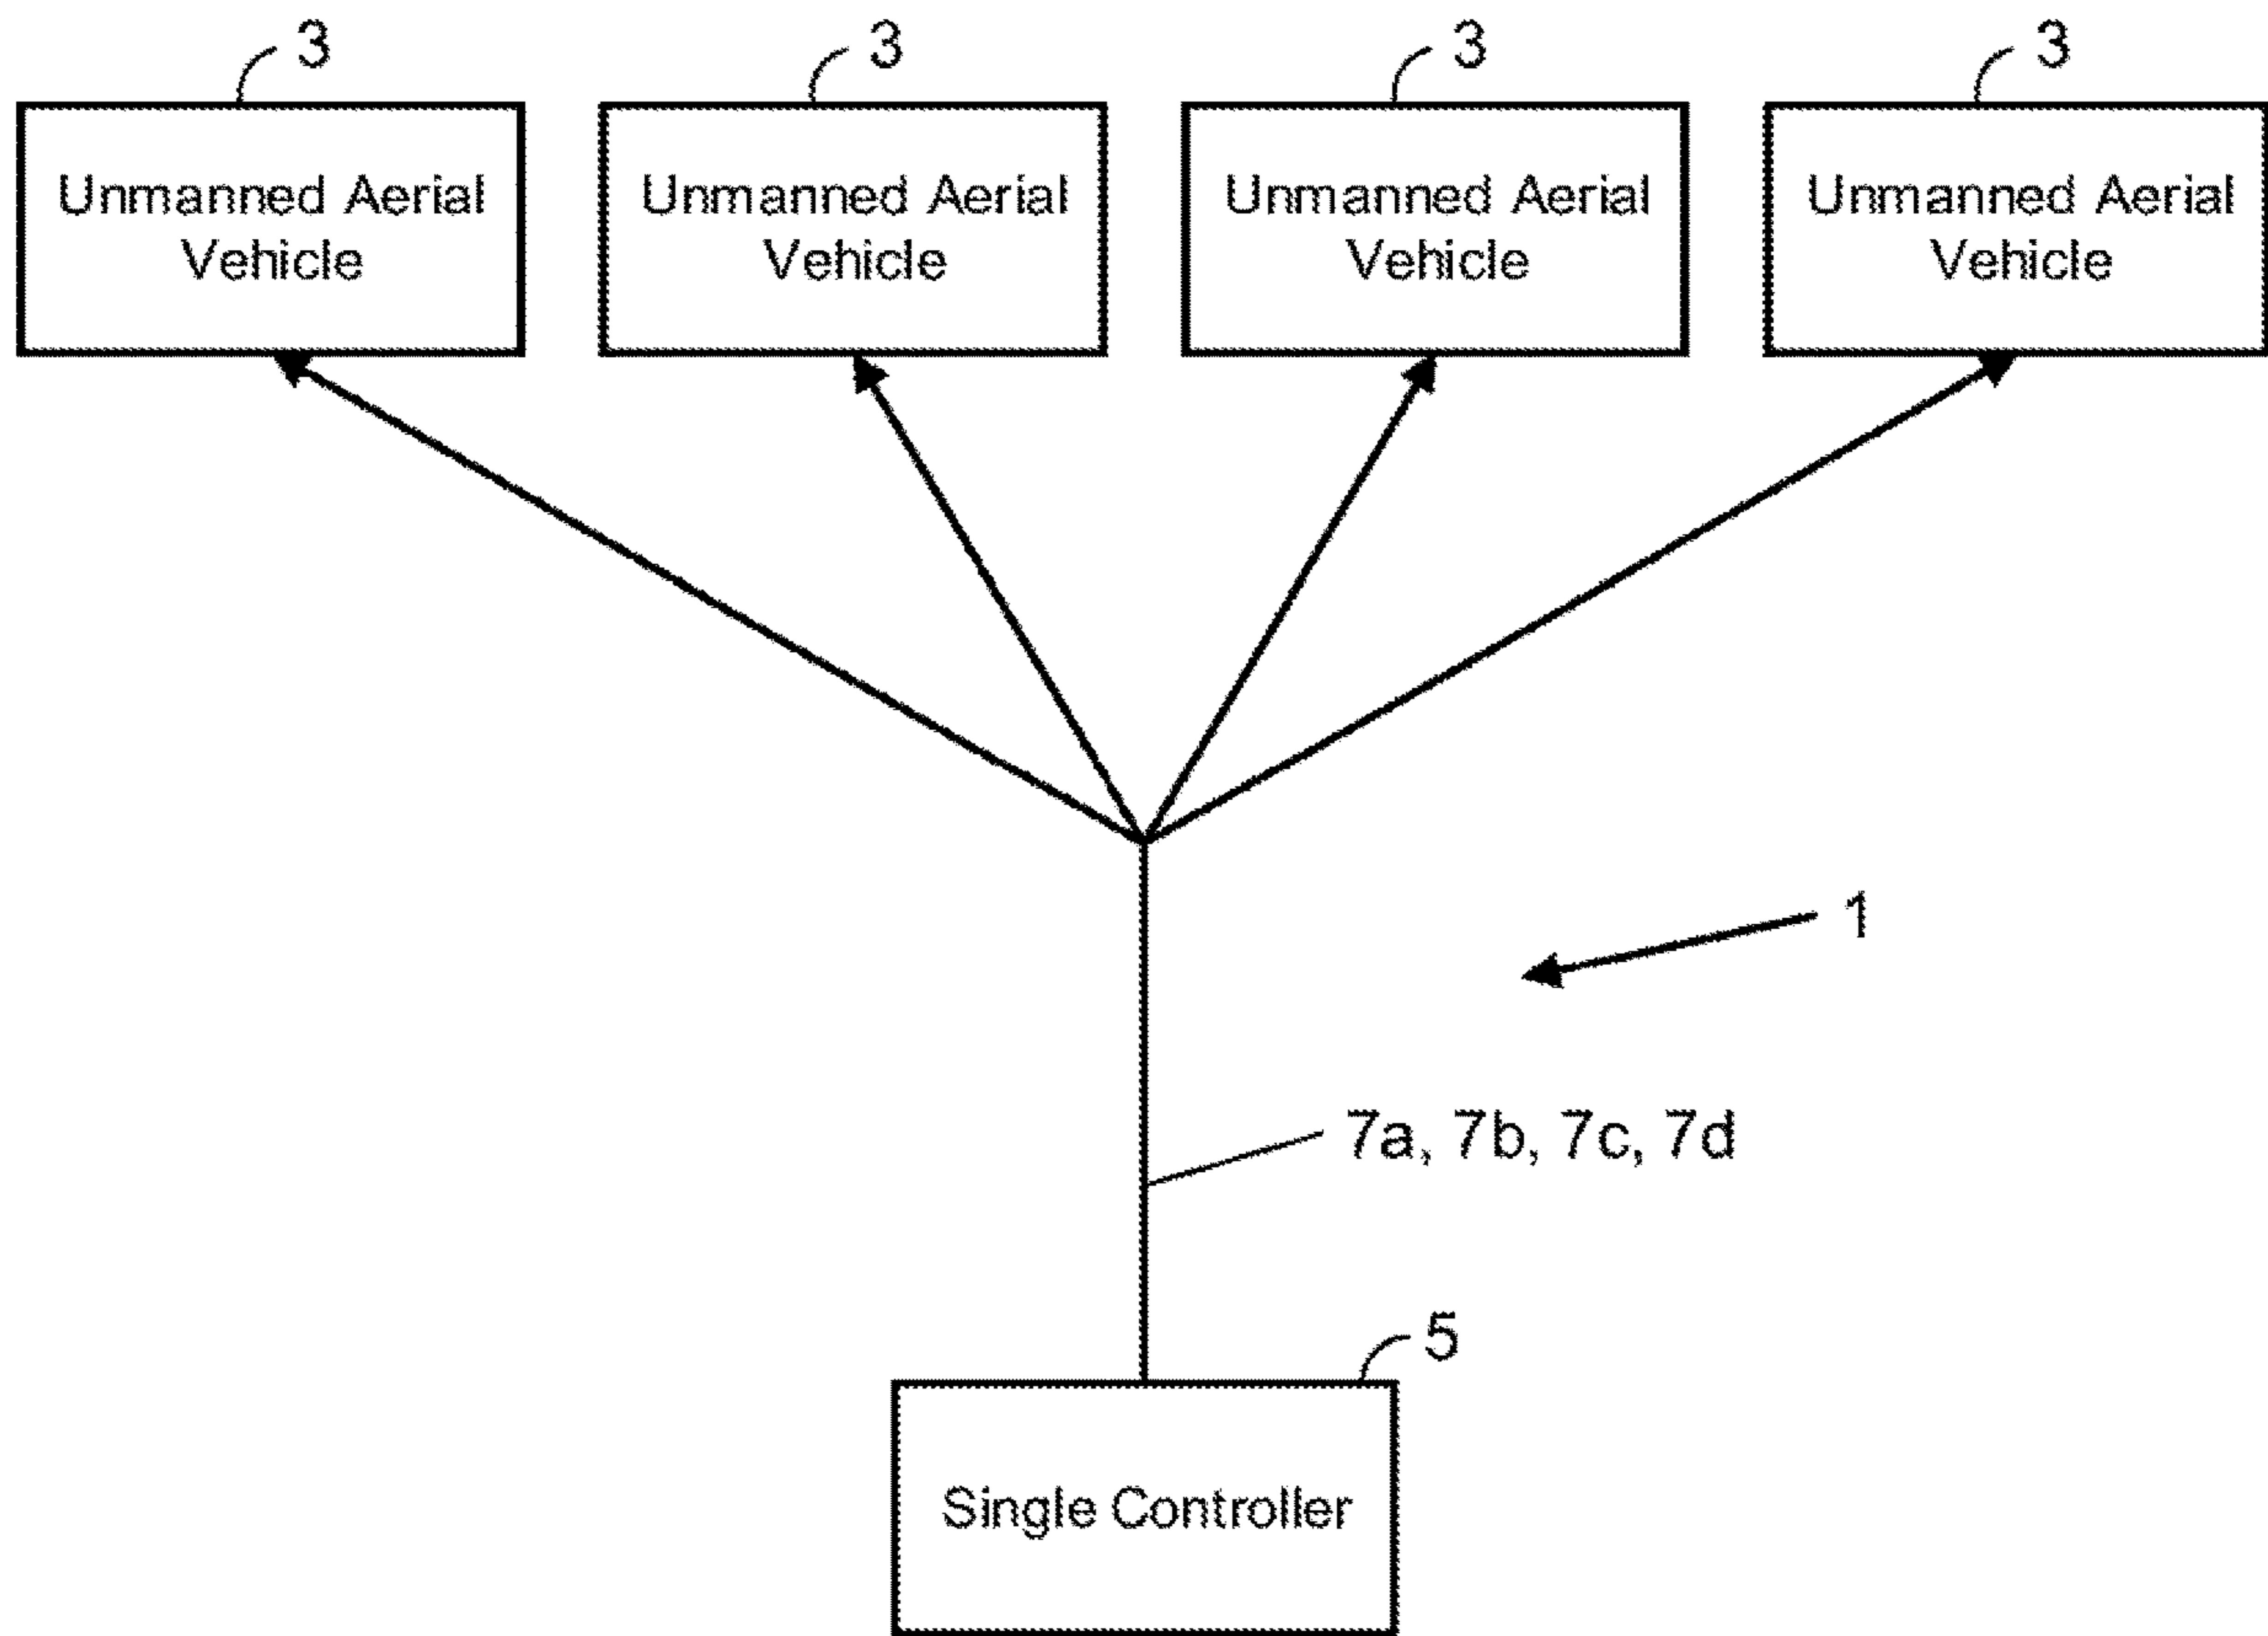 3 3 3 3
Unmanned Aerial Unmanned Aerial Unmanned Aerial Unmanned Aerial
Vehicle Vehicle Vehicle Vehicle
1
7a, 7b, 7c, 7d
5
Single Controller